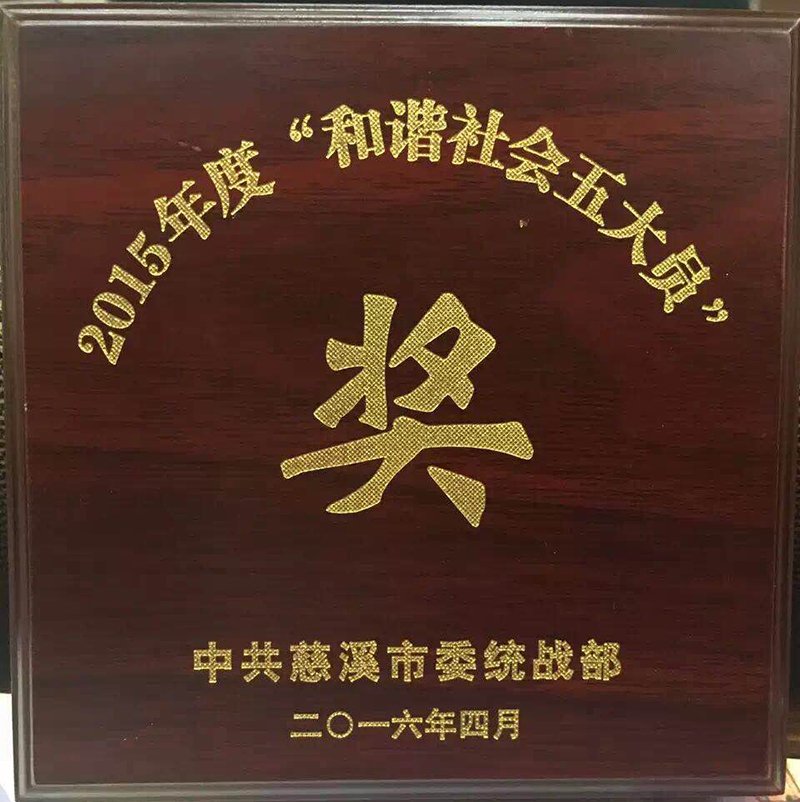 2015年度“和谐社会五大员”
奖
中共慈溪市委统战部
二〇一六年四月